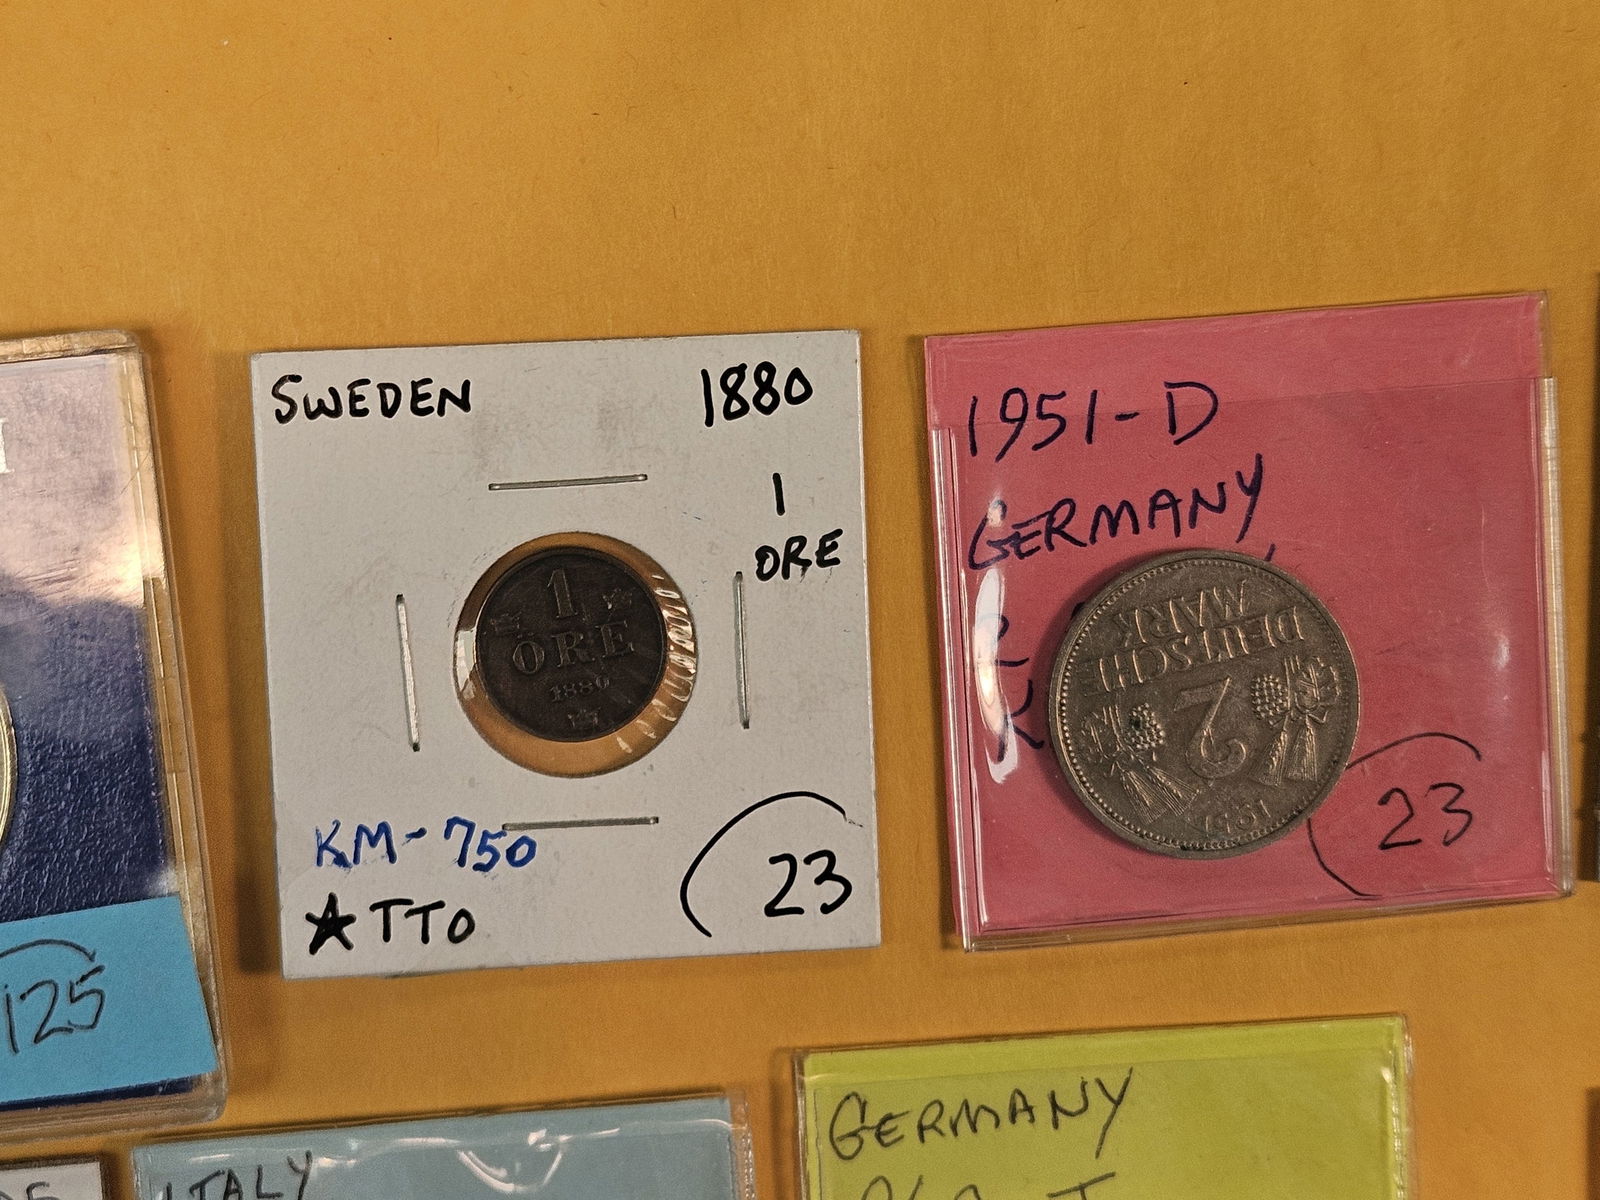 SWEDEN 1880
1
ORE
1
ÖRE
1880
KM-750
★ TTO
23
1951-D
GERMANY
23
2
DEUTSCHE
MARK
1951
125
ITALY
GERMANY